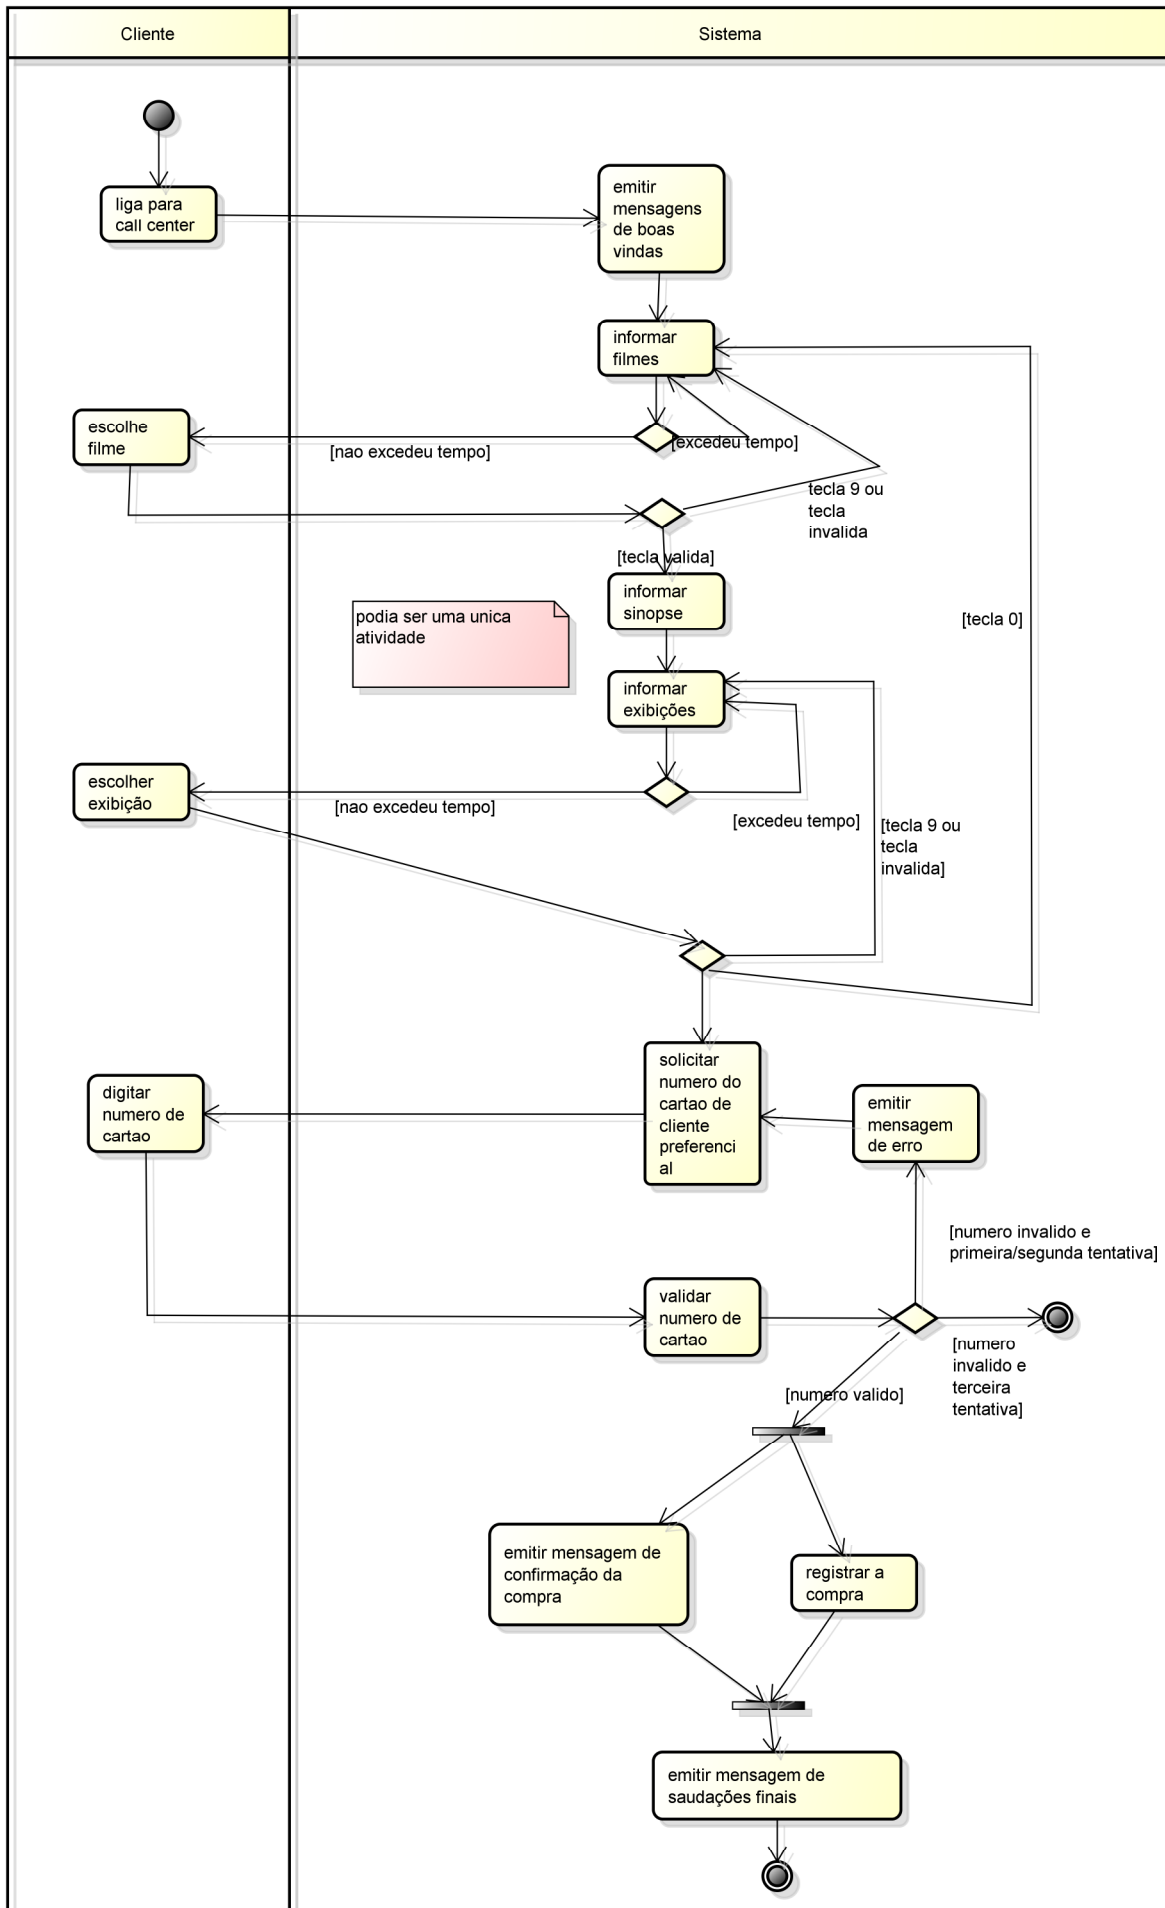 Cliente
Sistema
liga para
call center
emitir
mensagens
de boas
vindas
informar
filmes
escolhe
filme
[nao excedeu tempo]
[excedeu tempo]
tecla 9 ou
tecla
invalida
[tecla valida]
informar
sinopse
podia ser uma unica
atividade
[tecla 0]
informar
exibições
escolher
exibição
[nao excedeu tempo]
[excedeu tempo]
[tecla 9 ou
tecla
invalida]
solicitar
numero do
cartao de
cliente
preferenci
al
digitar
numero de
cartao
emitir
mensagem
de erro
[numero invalido e
primeira/segunda tentativa]
validar
numero de
cartao
[numero
invalido e
terceira
tentativa]
[numero valido]
emitir mensagem de
confirmação da
compra
registrar a
compra
emitir mensagem de
saudações finais